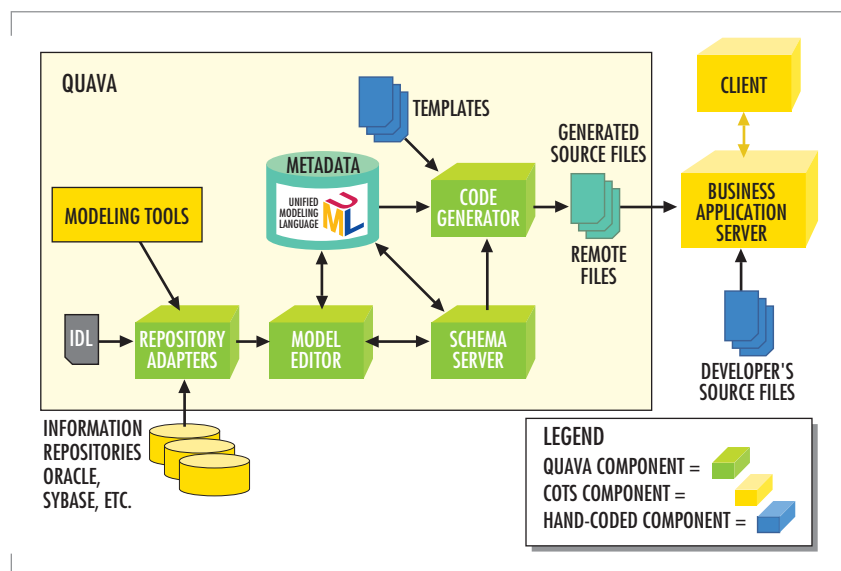 QUAVA
TEMPLATES
CLIENT
METADATA
UNIFIED
MODELING
LANGUAGE
UML
CODE
GENERATOR
GENERATED
SOURCE FILES
REMOTE
FILES
BUSINESS
APPLICATION
SERVER
MODELING TOOLS
IDL
REPOSITORY
ADAPTERS
MODEL
EDITOR
SCHEMA
SERVER
DEVELOPER'S
SOURCE FILES
INFORMATION
REPOSITORIES
ORACLE,
SYBASE, ETC.
LEGEND
QUAVA COMPONENT =
COTS COMPONENT =
HAND-CODED COMPONENT =